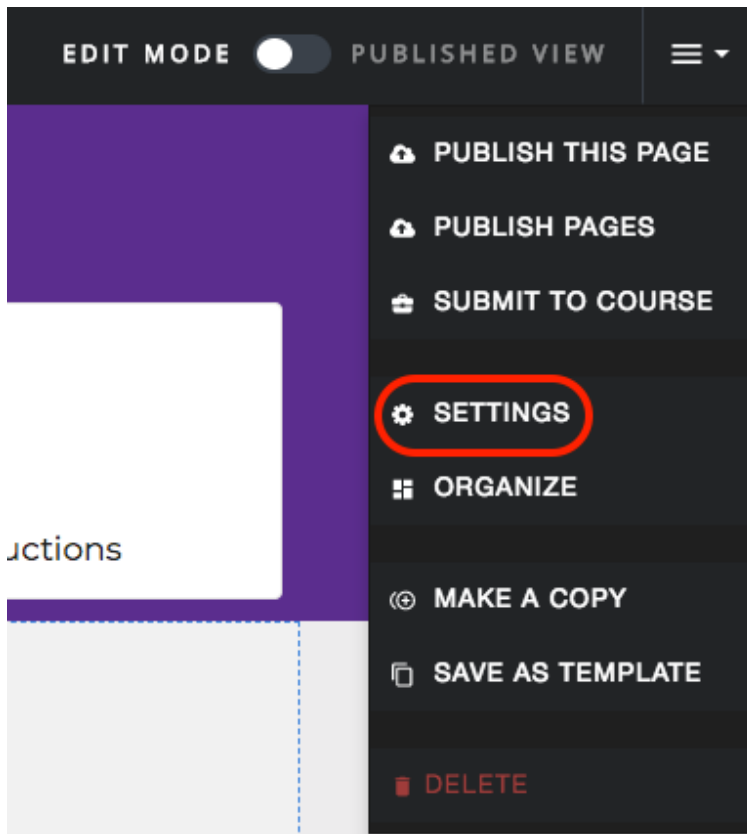 EDIT MODE PUBLISHED VIEW
PUBLISH THIS PAGE
PUBLISH PAGES
SUBMIT TO COURSE
SETTINGS
ORGANIZE
uctions
MAKE A COPY
SAVE AS TEMPLATE
DELETE